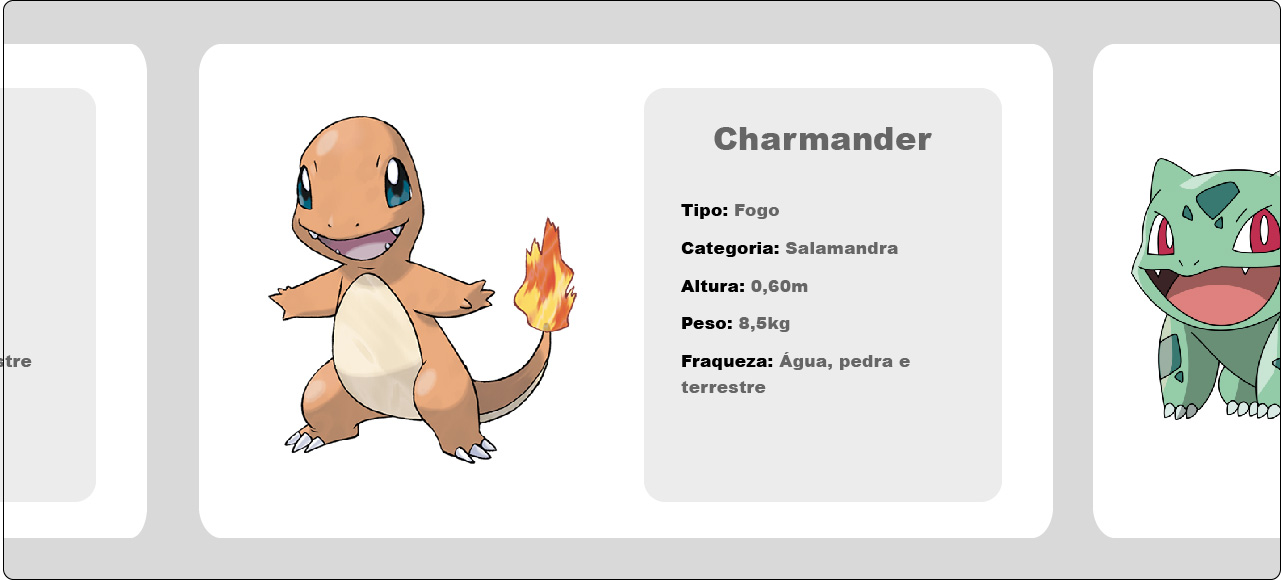 Charmander
Tipo: Fogo
Categoria: Salamandra
Altura: 0,60m
Peso: 8,5kg
stre
Fraqueza: Água, pedra e
terrestre